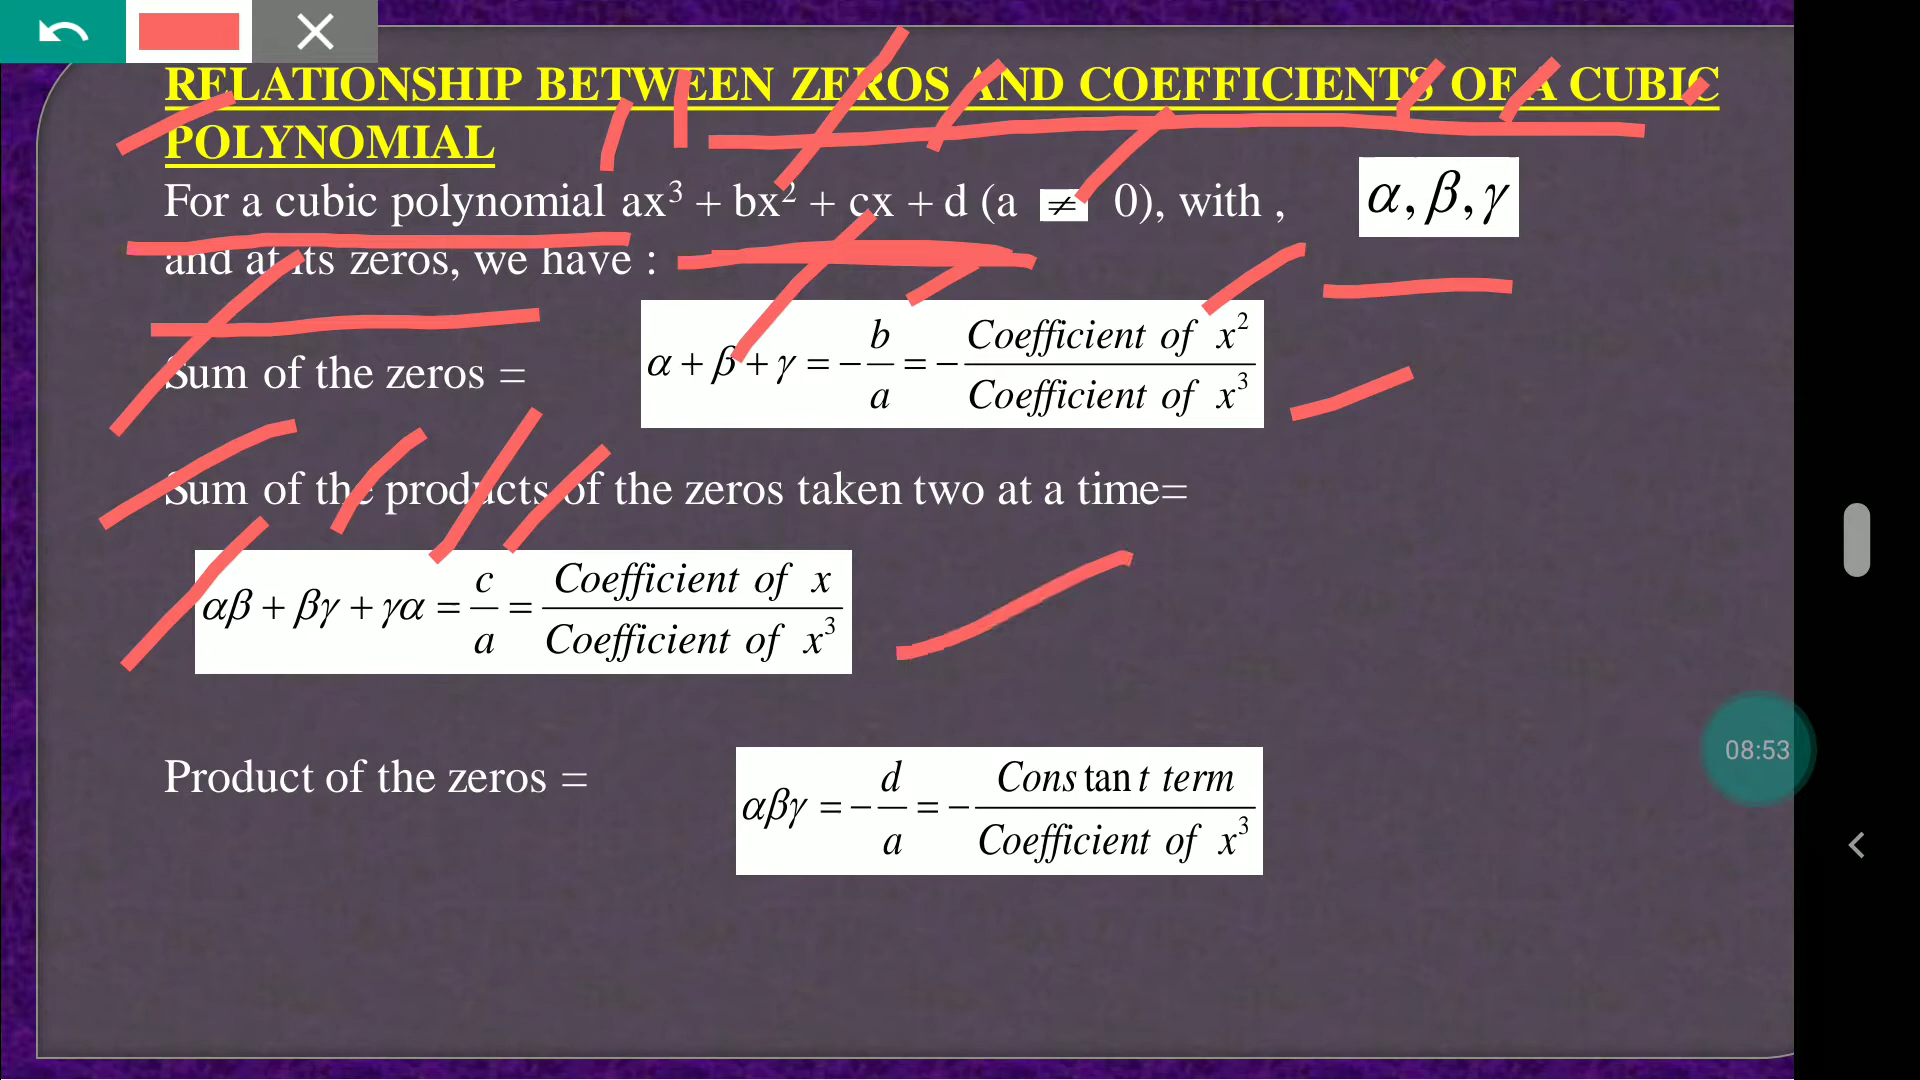 RELATIONSHIP BETWEEN ZEROS AND COEFFICIENTS OF A CUBIC
POLYNOMIAL
For a cubic polynomial ax³ + bx² + cx + d (a ≠ 0), with , α, β, γ
and at its zeros, we have :
Sum of the zeros = α + β + γ = −b/a = −Coefficient of x²/Coefficient of x³
Sum of the products of the zeros taken two at a time=
αβ + βγ + γα = c/a = Coefficient of x/Coefficient of x³
Product of the zeros = αβγ = −d/a = −Constant term/Coefficient of x³
08:53